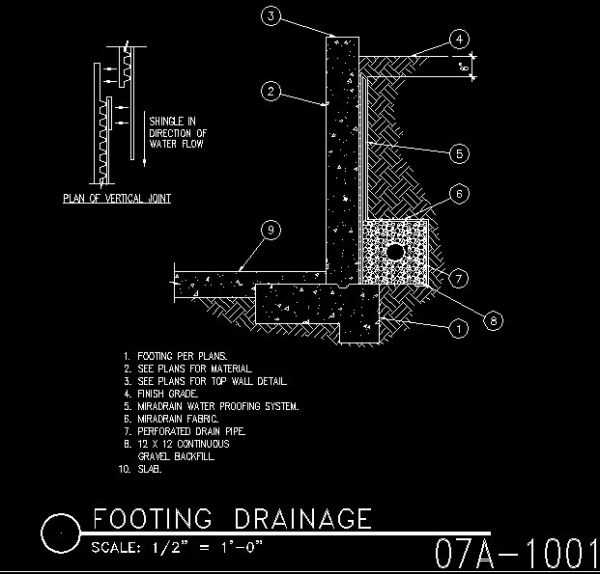 3
4
6"
2
SHINGLE IN
DIRECTION OF
WATER FLOW
5
PLAN OF VERTICAL JOINT
6
9
7
8
1
1. FOOTING PER PLANS.
2. SEE PLANS FOR MATERIAL
3. SEE PLANS FOR TOP WALL DETAIL
4. FINISH GRADE.
5. MIRADRAIN WATER PROOFING SYSTEM.
6. MIRADRAIN FABRIC.
7. PERFORATED DRAIN PIPE.
8. 12 X 12 CONTINUOUS
GRAVEL BACKFILL.
10. SLAB.
FOOTING DRAINAGE
SCALE: 1/2" = 1'-0"
07A-1001